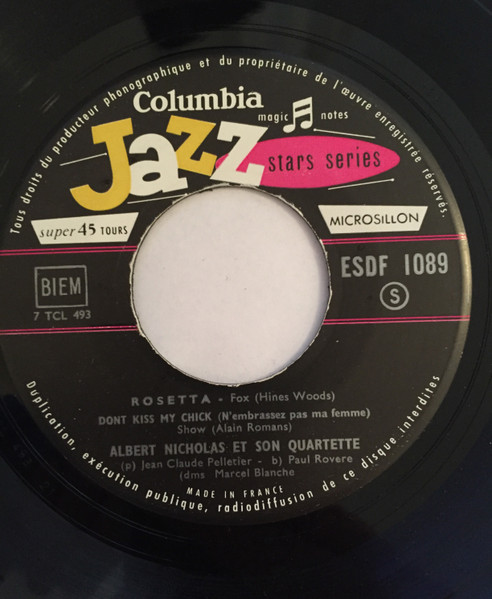 Tous droits du producteur phonographique et du propriétaire de l'œuvre enregistrée réservés.
Columbia
magic notes
Jazz
stars series
super 45 TOURS
MICROSILLON
BIEM
ESDF 1089
S
7 TCL 493
ROSETTA - Fox (Hines Woods)
DONT KISS MY CHICK (N'embrassez pas ma femme)
Show (Alain Romans)
ALBERT NICHOLAS ET SON QUARTETTE
(p) Jean Claude Pelletier - b) Paul Rovere
(dms Marcel Blanche
MADE IN FRANCE
Duplication, exécution publique, radiodiffusion de ce disque interdites